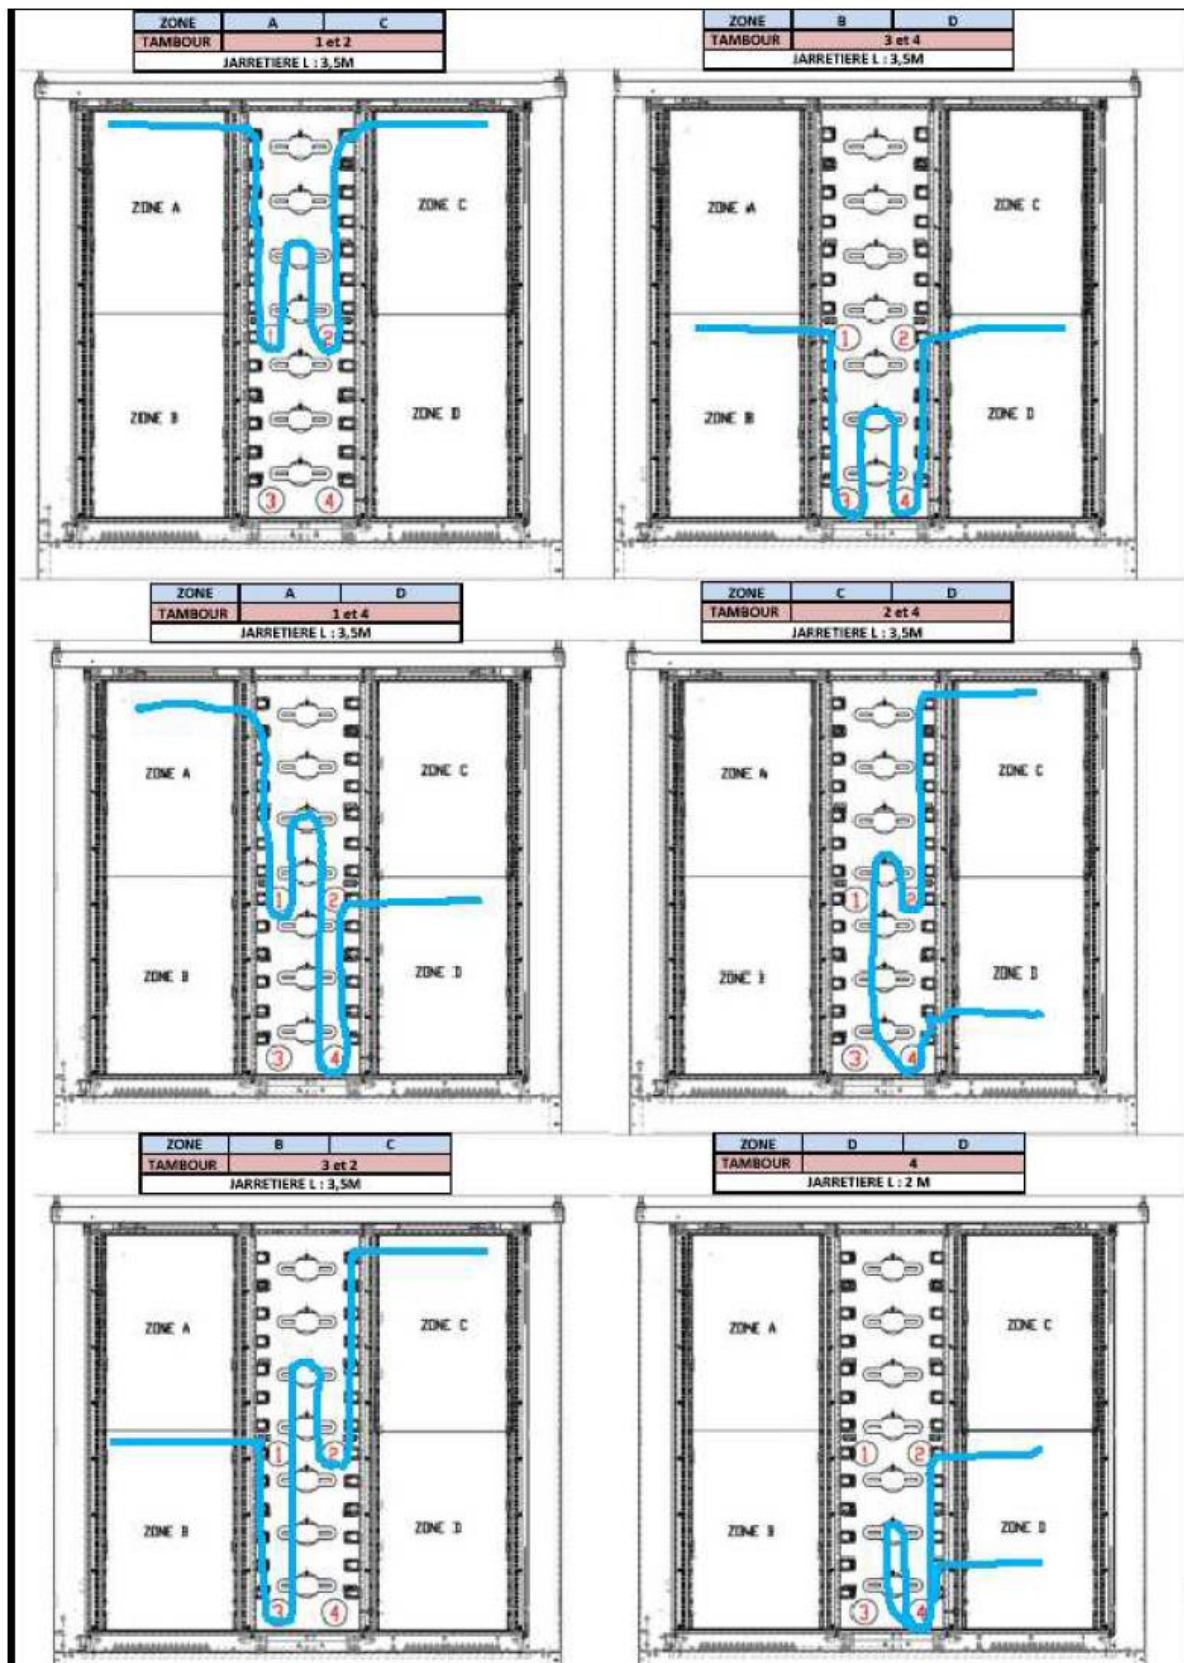 ZONE A C
TAMBOUR 1 et 2
JARRETIERE L : 3,5M
ZONE A
ZONE C
1 2
ZONE B
ZONE D
3 4
ZONE B D
TAMBOUR 3 et 4
JARRETIERE L : 3,5M
ZONE A
ZONE C
1 2
ZONE B
ZONE D
3 4
ZONE A D
TAMBOUR 1 et 4
JARRETIERE L : 3,5M
ZONE A
ZONE C
1 2
ZONE B
ZONE D
3 4
ZONE C D
TAMBOUR 2 et 4
JARRETIERE L : 3,5M
ZONE A
ZONE C
1 2
ZONE B
ZONE D
3 4
ZONE B C
TAMBOUR 3 et 2
JARRETIERE L : 3,5M
ZONE A
ZONE C
1 2
ZONE B
ZONE D
3 4
ZONE D D
TAMBOUR 4
JARRETIERE L : 2 M
ZONE A
ZONE C
1 2
ZONE B
ZONE D
3 4